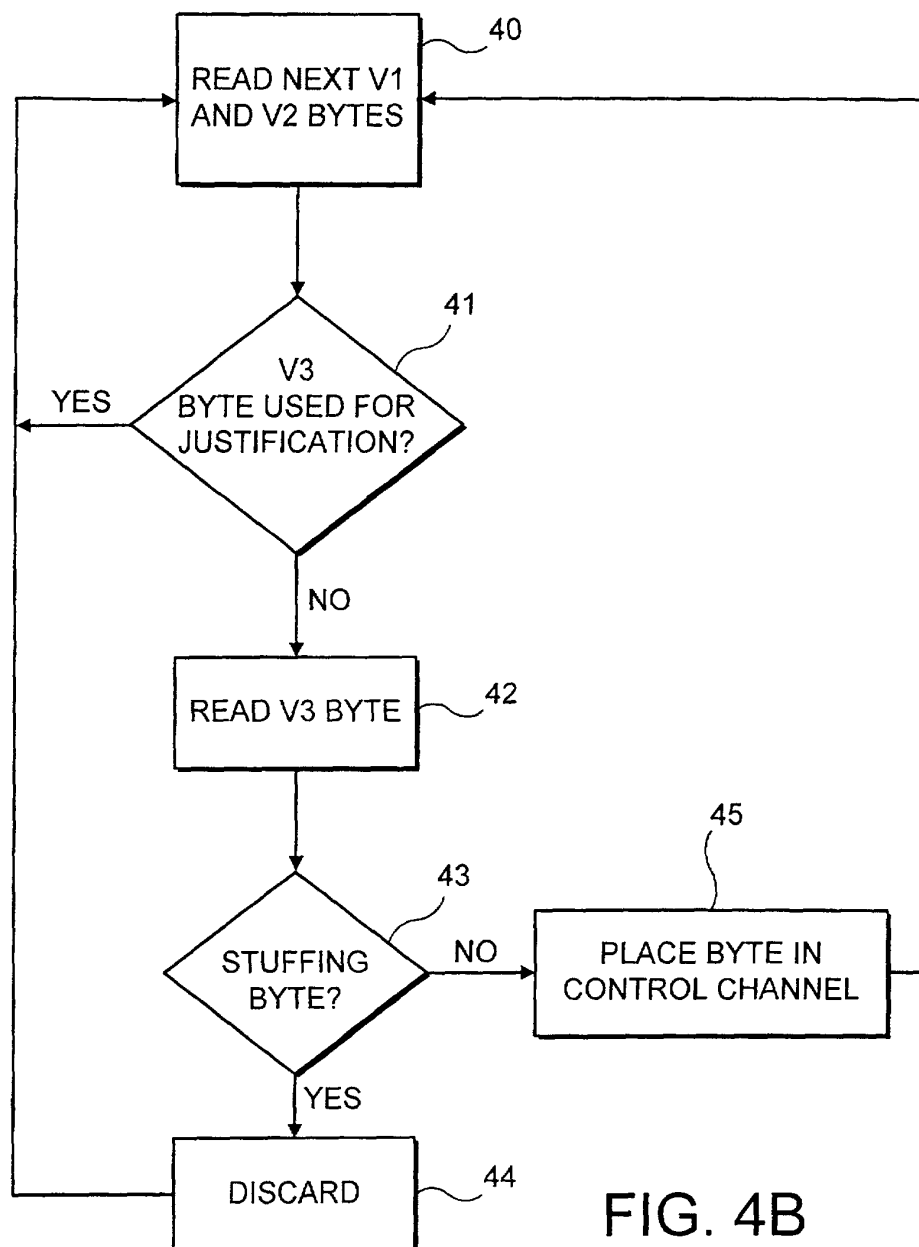 40
READ NEXT V1
AND V2 BYTES
41
V3
BYTE USED FOR
JUSTIFICATION?
YES
NO
READ V3 BYTE
42
43
STUFFING
BYTE?
NO
45
PLACE BYTE IN
CONTROL CHANNEL
YES
DISCARD
44
FIG. 4B